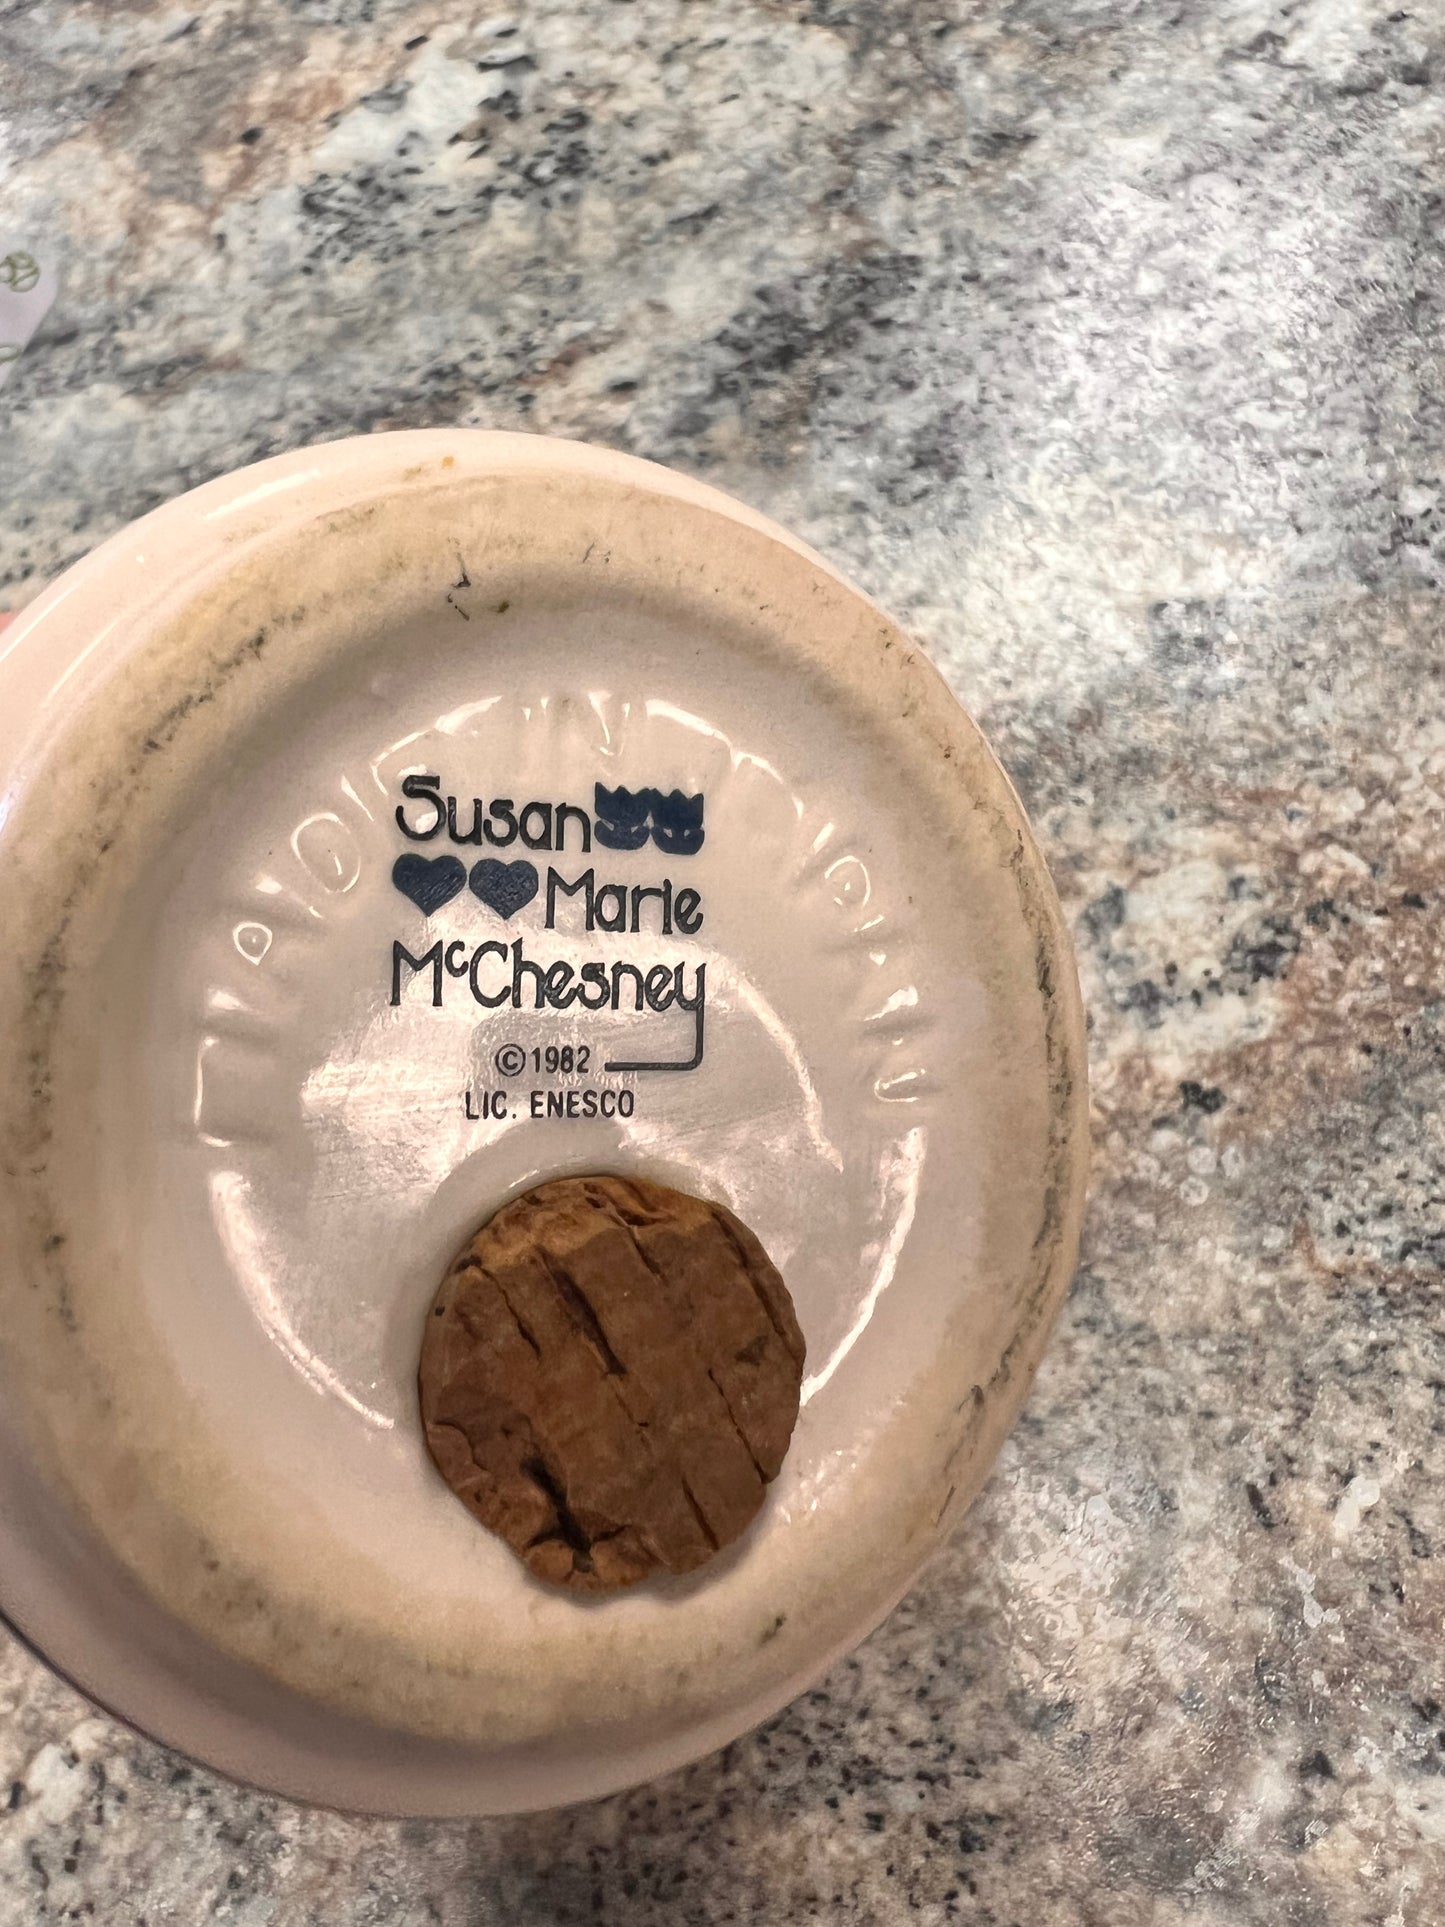 Susan
Marie
McChesney
©1982
LIC. ENESCO